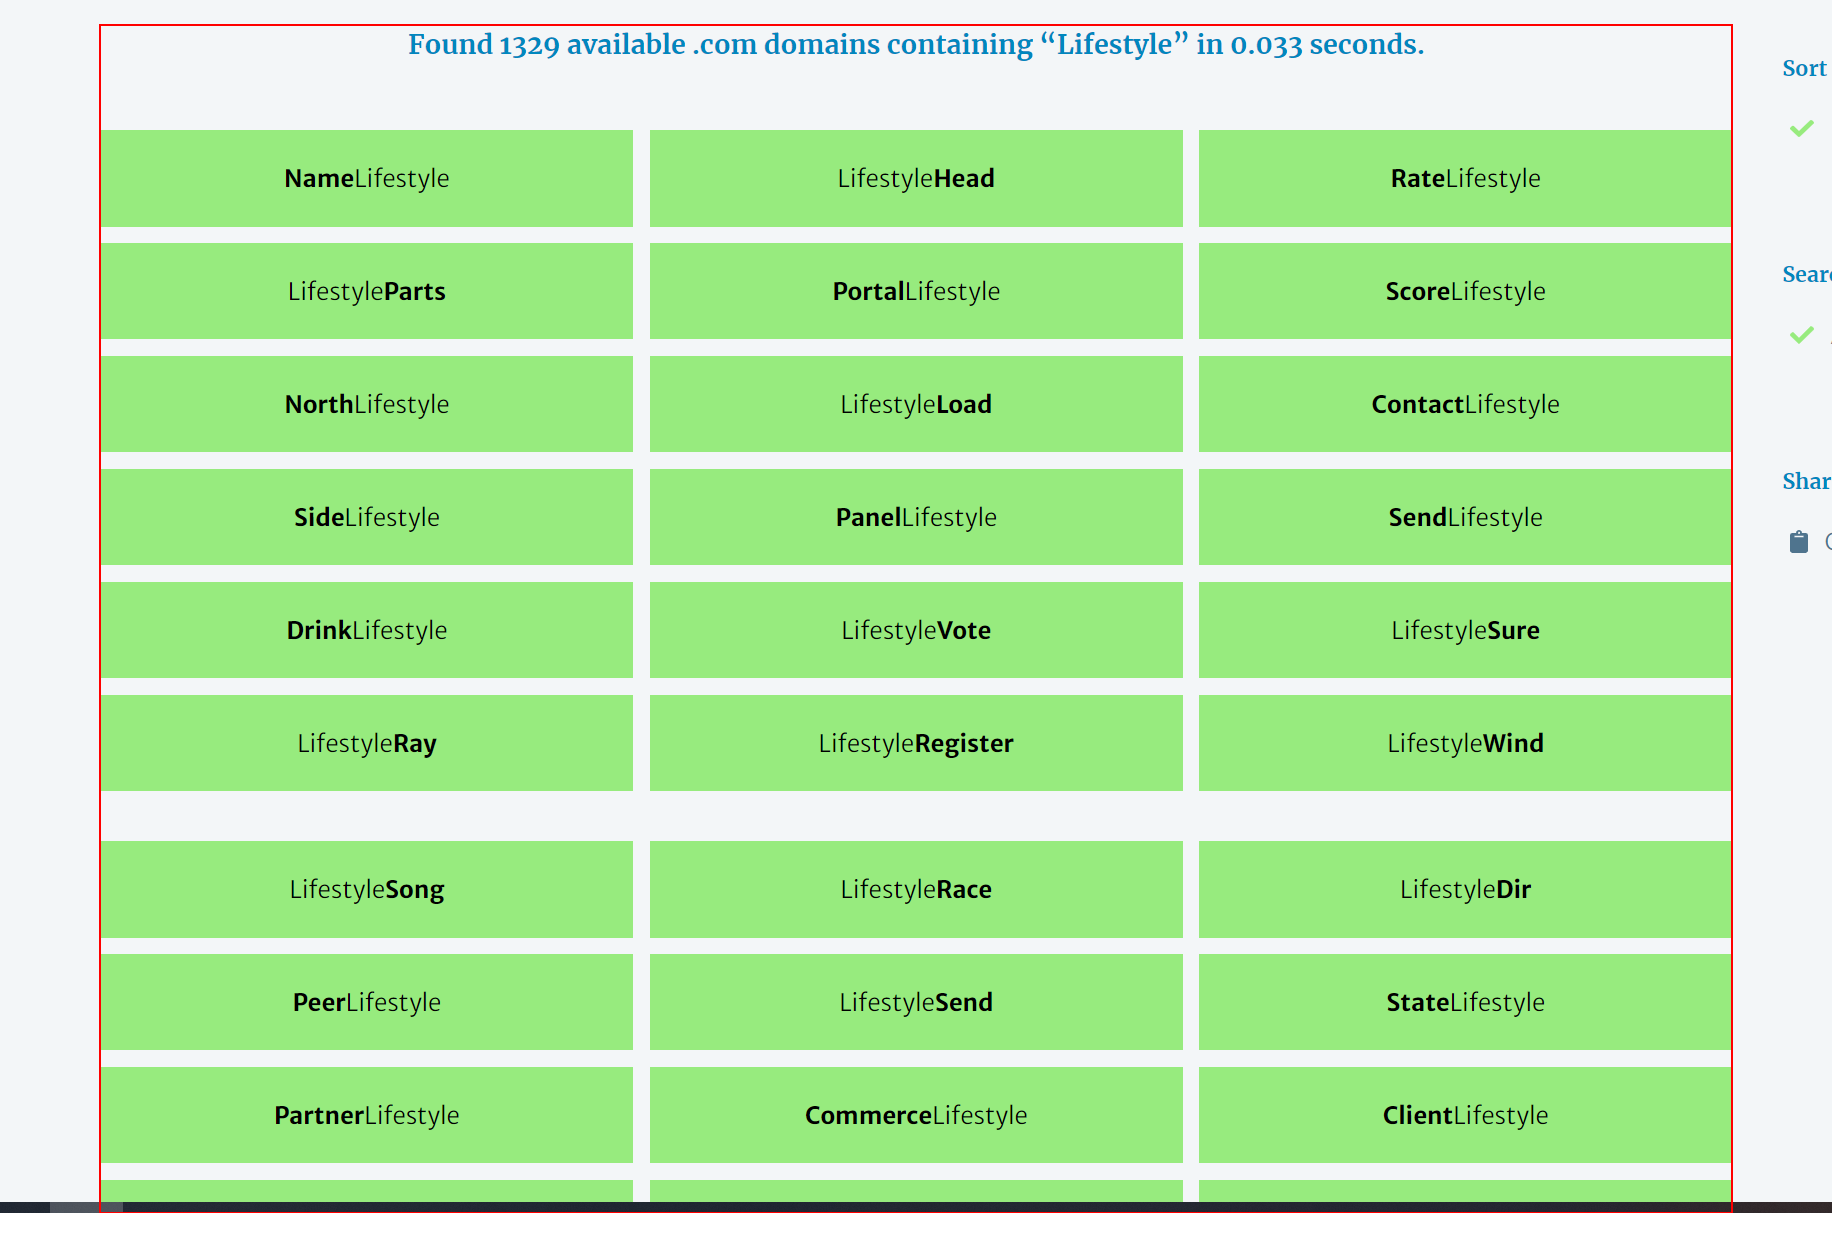 Found 1329 available .com domains containing “Lifestyle” in 0.033 seconds.
NameLifestyle
LifestyleHead
RateLifestyle
LifestyleParts
PortalLifestyle
ScoreLifestyle
NorthLifestyle
LifestyleLoad
ContactLifestyle
SideLifestyle
PanelLifestyle
SendLifestyle
DrinkLifestyle
LifestyleVote
LifestyleSure
LifestyleRay
LifestyleRegister
LifestyleWind
LifestyleSong
LifestyleRace
LifestyleDir
PeerLifestyle
LifestyleSend
StateLifestyle
PartnerLifestyle
CommerceLifestyle
ClientLifestyle
Sort